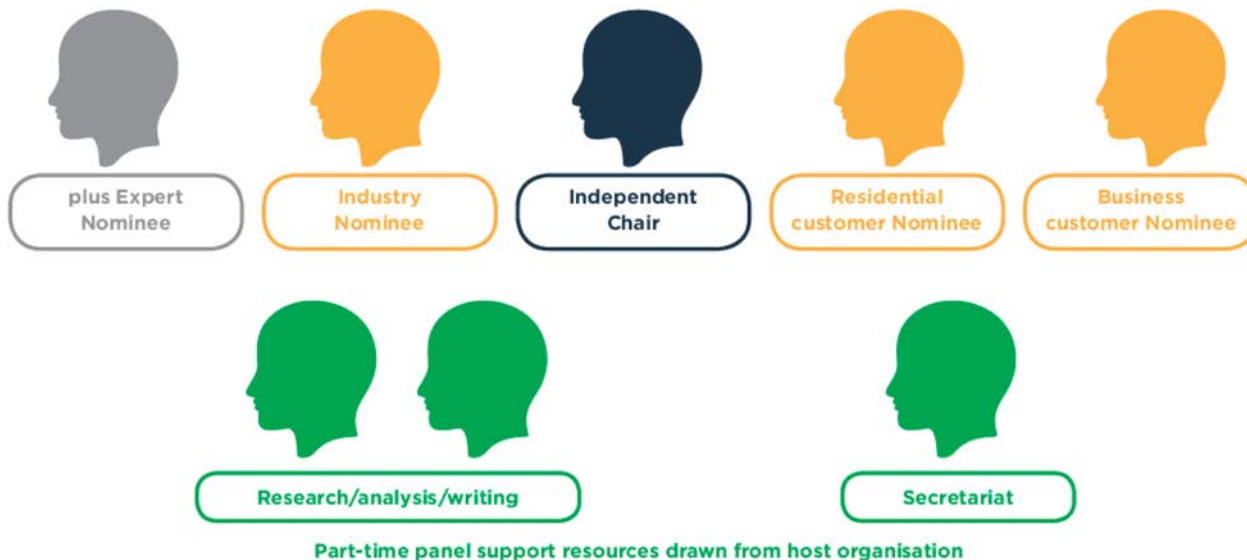 plus Expert
Nominee
Industry
Nominee
Independent
Chair
Residential
customer Nominee
Business
customer Nominee
Research/analysis/writing
Secretariat
Part-time panel support resources drawn from host organisation